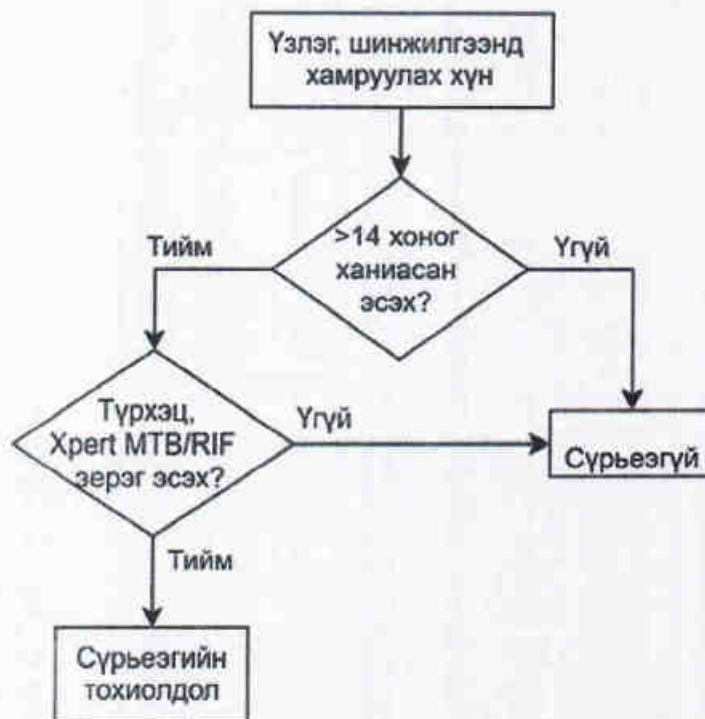 Үзлэг, шинжилгээнд
хамруулах хүн
>14 хоног
ханиасан
эсэх?
Тийм
Үгүй
Түрхэц,
Xpert MTB/RIF
зерэг эсэх?
Үгүй
Сүрьеэгүй
Тийм
Сүрьеэгийн
тохиолдол